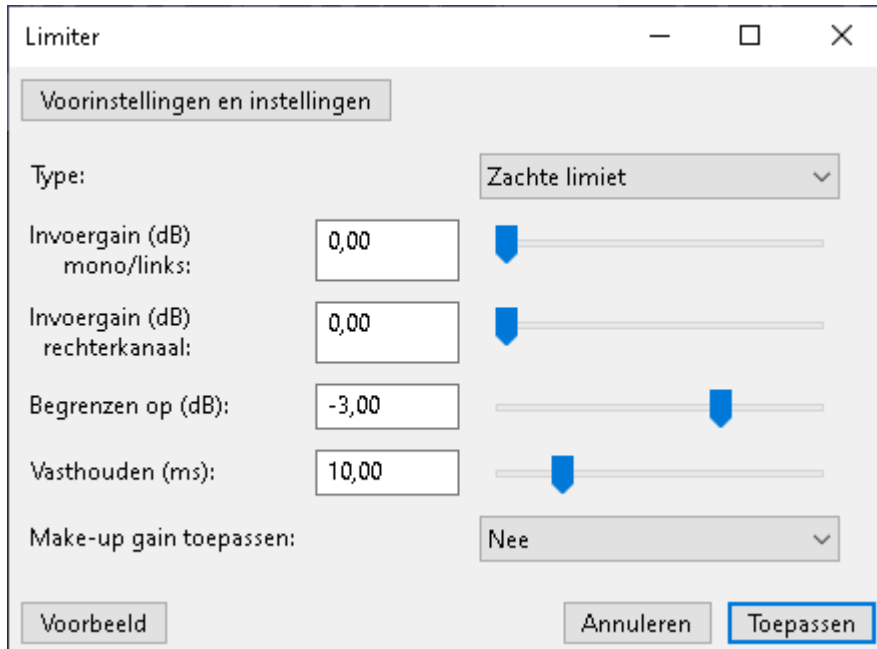 Limiter
Voorinstellingen en instellingen
Type:
Zachte limiet
Invoergain (dB)
mono/links:
0,00
Invoergain (dB)
rechterkanaal:
0,00
Begrenzen op (dB):
-3,00
Vasthouden (ms):
10,00
Make-up gain toepassen:
Nee
Voorbeeld
Annuleren
Toepassen